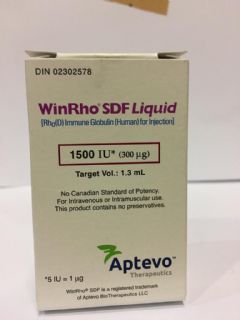 DIN 02302578
WinRho® SDF Liquid
[Rho(D) Immune Globulin (Human) for Injection]
1500 IU* (300 µg)
Target Vol.: 1.3 mL
No Canadian Standard of Potency.
For Intravenous or Intramuscular use.
This product contains no preservatives.
Aptevo™
Therapeutics
*5 IU = 1 µg
WinRho® SDF is a registered trademark
of Aptevo BioTherapeutics LLC